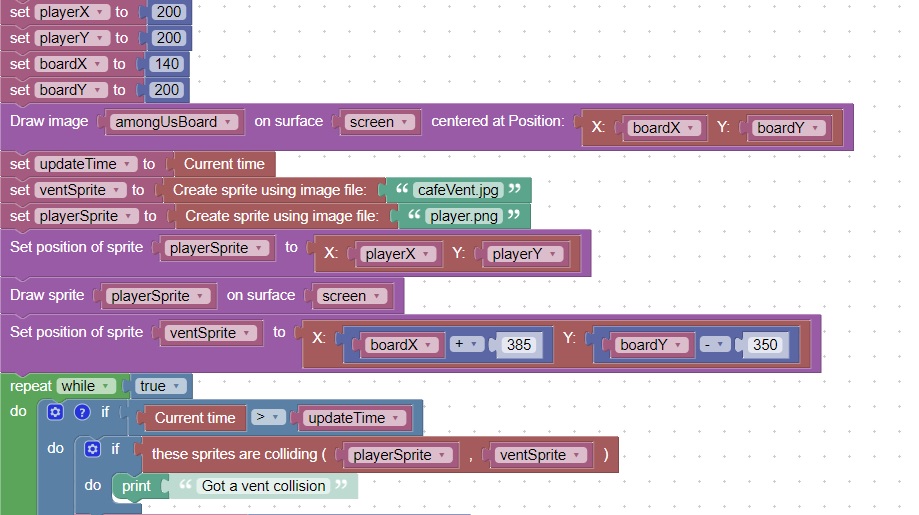 set playerX to 200
set playerY to 200
set boardX to 140
set boardY to 200
Draw image amongUsBoard on surface screen centered at Position: X: boardX Y: boardY
set updateTime to Current time
set ventSprite to Create sprite using image file: “ cafeVent.jpg ”
set playerSprite to Create sprite using image file: “ player.png ”
Set position of sprite playerSprite to X: playerX Y: playerY
Draw sprite playerSprite on surface screen
Set position of sprite ventSprite to X: boardX + 385 Y: boardY - 350
repeat while true
do ? if Current time > updateTime
do if these sprites are colliding ( playerSprite , ventSprite )
do print “ Got a vent collision ”